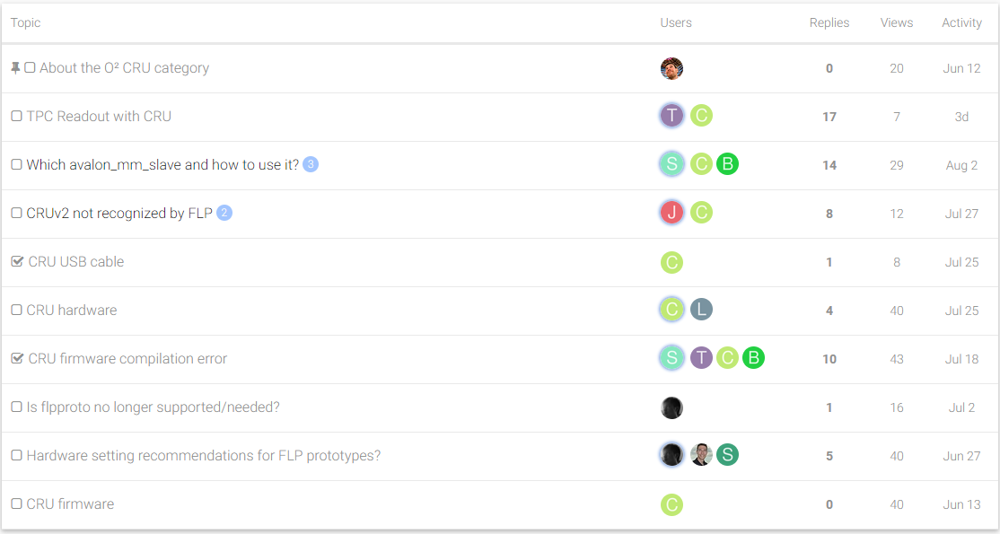 Topic Users Replies Views Activity
About the O² CRU category 0 20 Jun 12
TPC Readout with CRU T C 17 7 3d
Which avalon_mm_slave and how to use it? 3 S C B 14 29 Aug 2
CRUv2 not recognized by FLP 2 J C 8 12 Jul 27
CRU USB cable C 1 8 Jul 25
CRU hardware C L 4 40 Jul 25
CRU firmware compilation error S T C B 10 43 Jul 18
Is flpproto no longer supported/needed? 1 16 Jul 2
Hardware setting recommendations for FLP prototypes? S 5 40 Jun 27
CRU firmware C 0 40 Jun 13